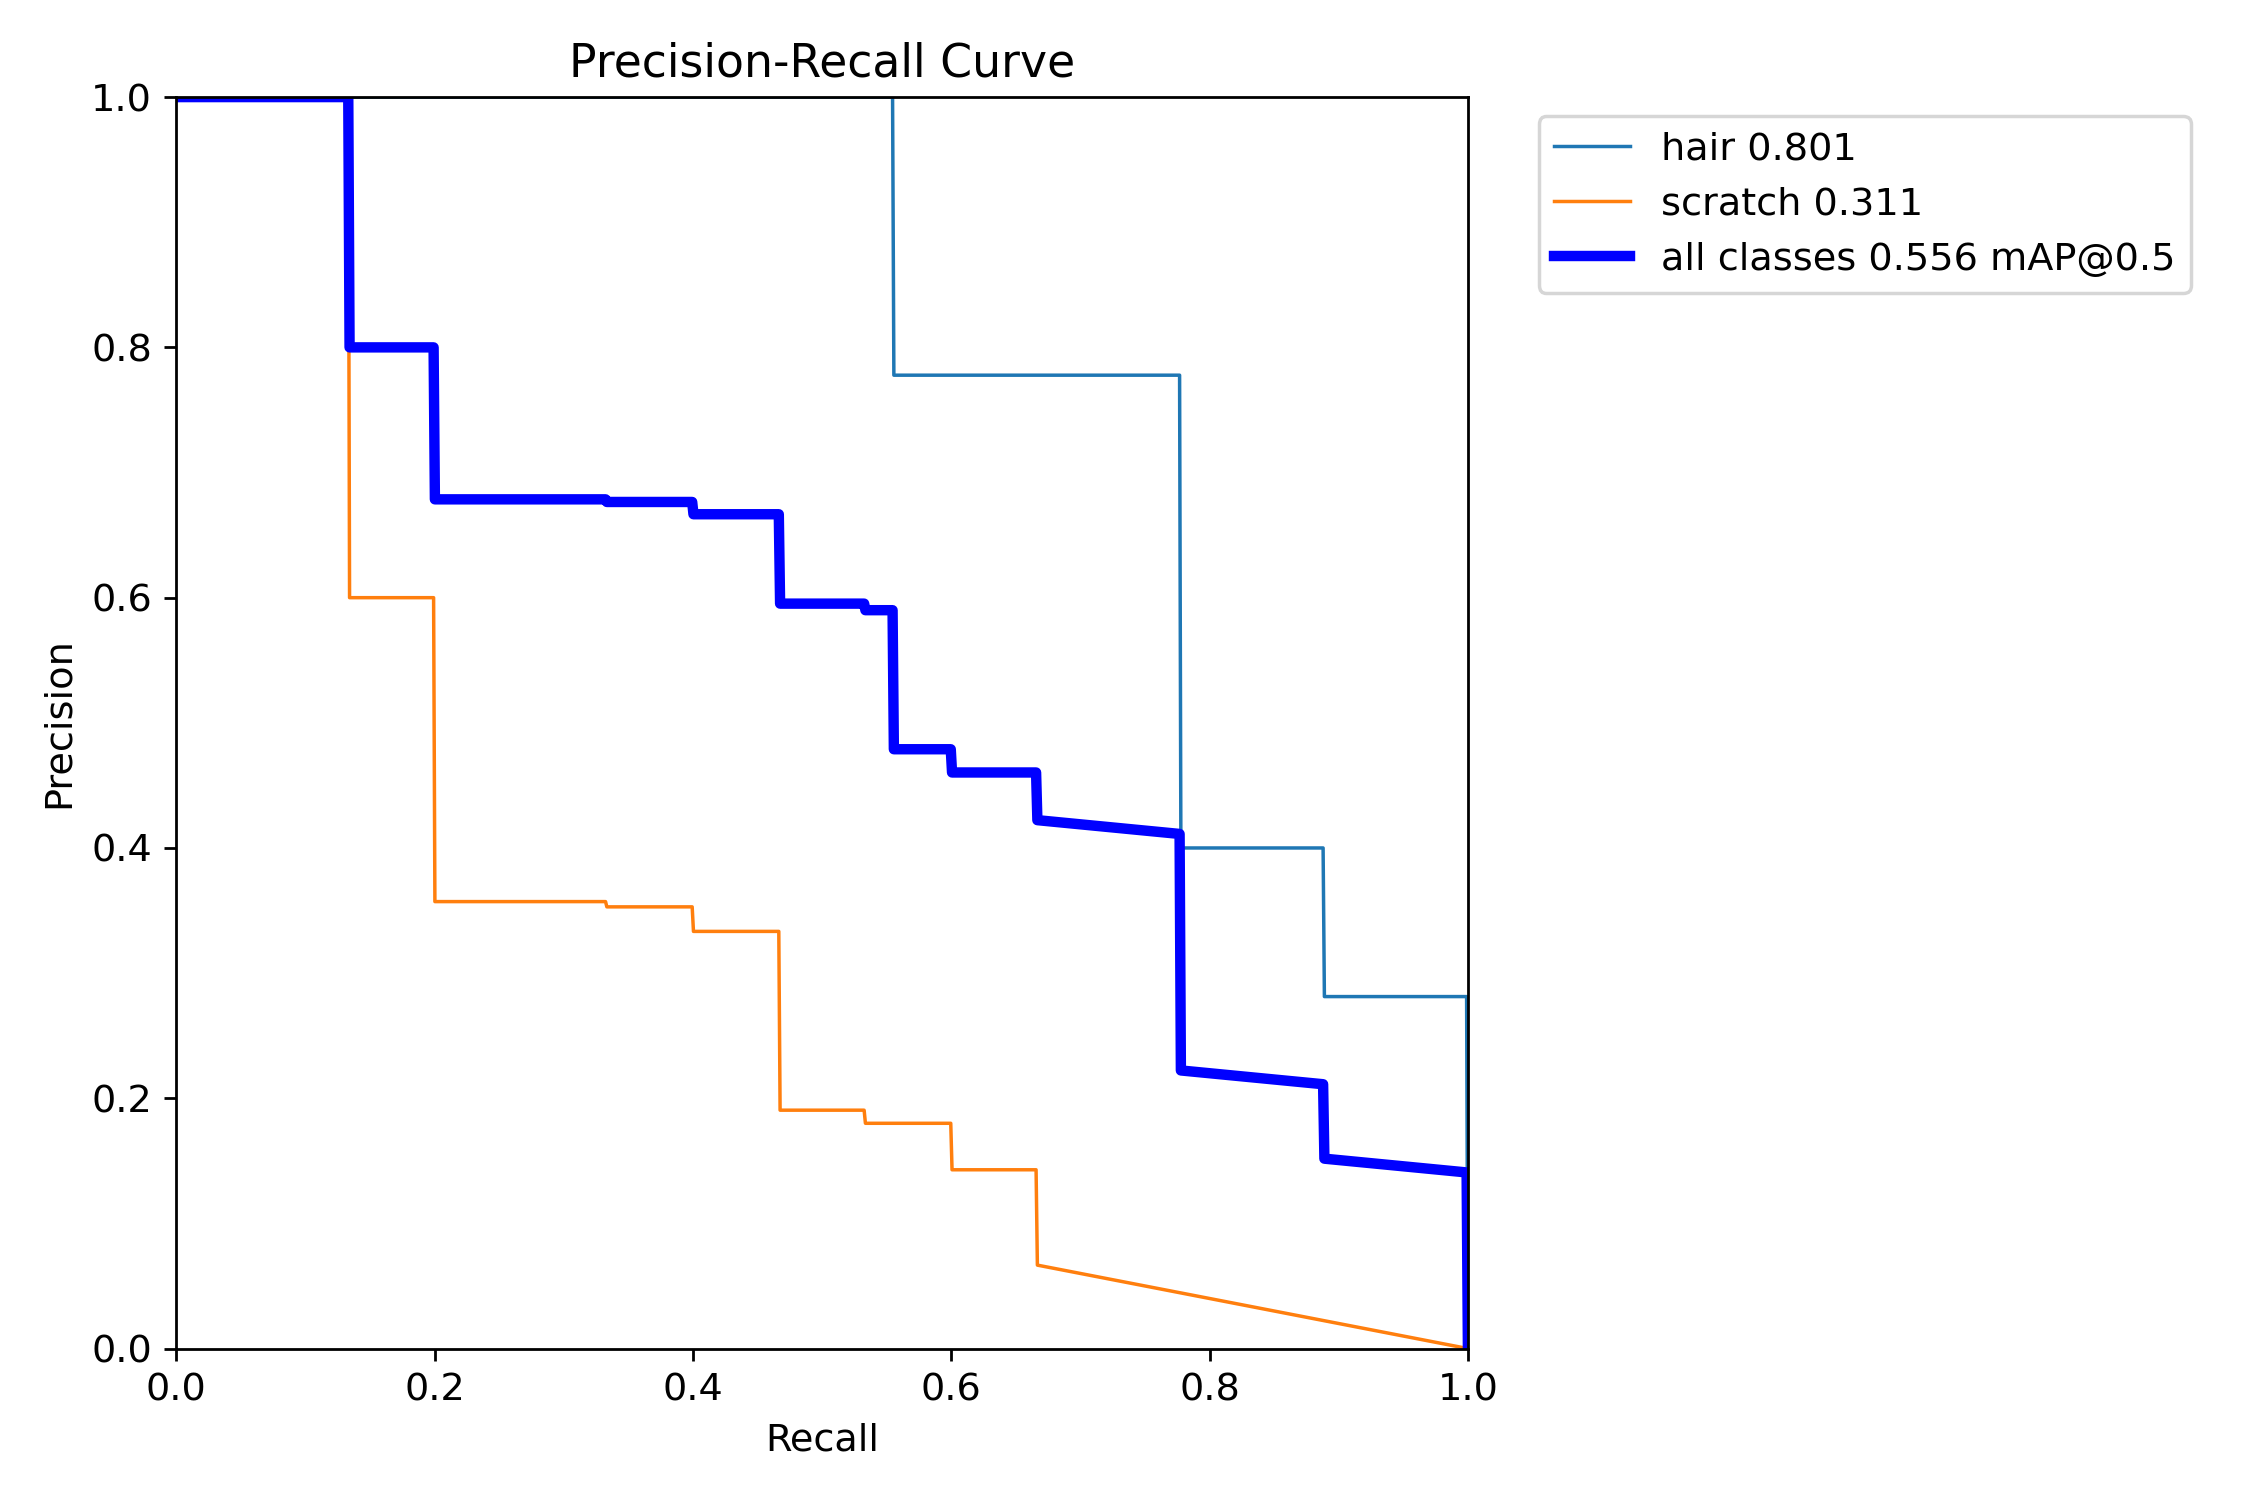 Precision-Recall Curve
1.0
0.8
0.6
0.4
0.2
0.0
Precision
0.0 0.2 0.4 0.6 0.8 1.0
Recall
hair 0.801
scratch 0.311
all classes 0.556 mAP@0.5